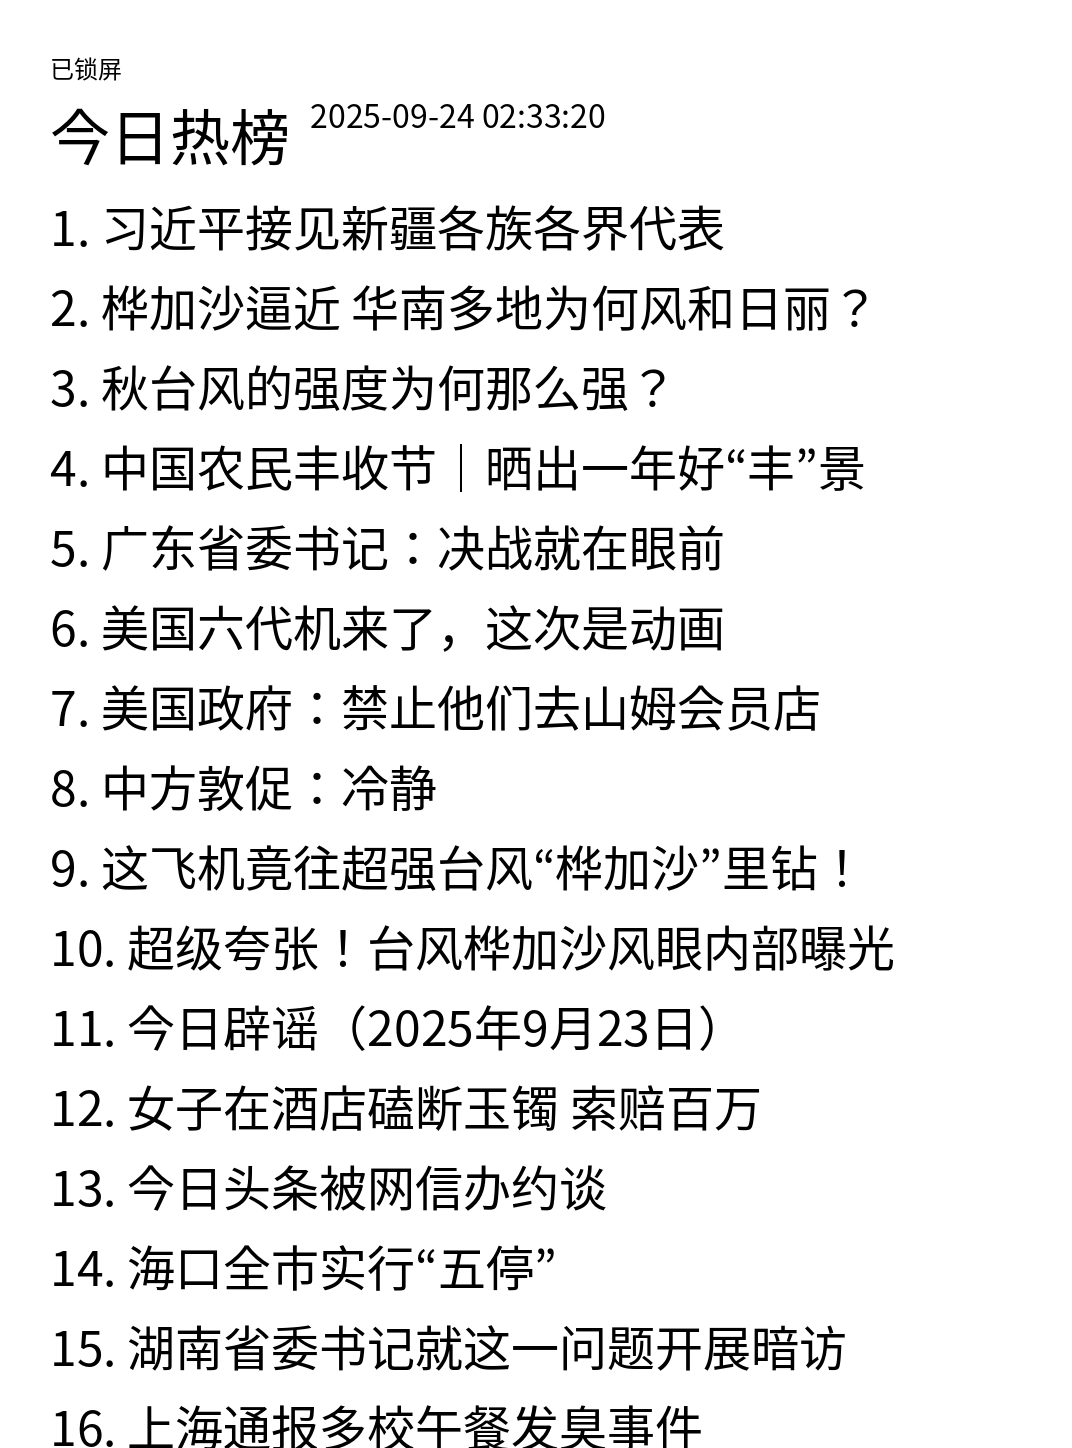 已锁屏
今日热榜 2025-09-24 02:33:20
1. 习近平接见新疆各族各界代表
2. 桦加沙逼近 华南多地为何风和日丽？
3. 秋台风的强度为何那么强？
4. 中国农民丰收节｜晒出一年好“丰”景
5. 广东省委书记：决战就在眼前
6. 美国六代机来了，这次是动画
7. 美国政府：禁止他们去山姆会员店
8. 中方敦促：冷静
9. 这飞机竟往超强台风“桦加沙”里钻！
10. 超级夸张！台风桦加沙风眼内部曝光
11. 今日辟谣（2025年9月23日）
12. 女子在酒店磕断玉镯 索赔百万
13. 今日头条被网信办约谈
14. 海口全市实行“五停”
15. 湖南省委书记就这一问题开展暗访
16. 上海通报多校午餐发臭事件